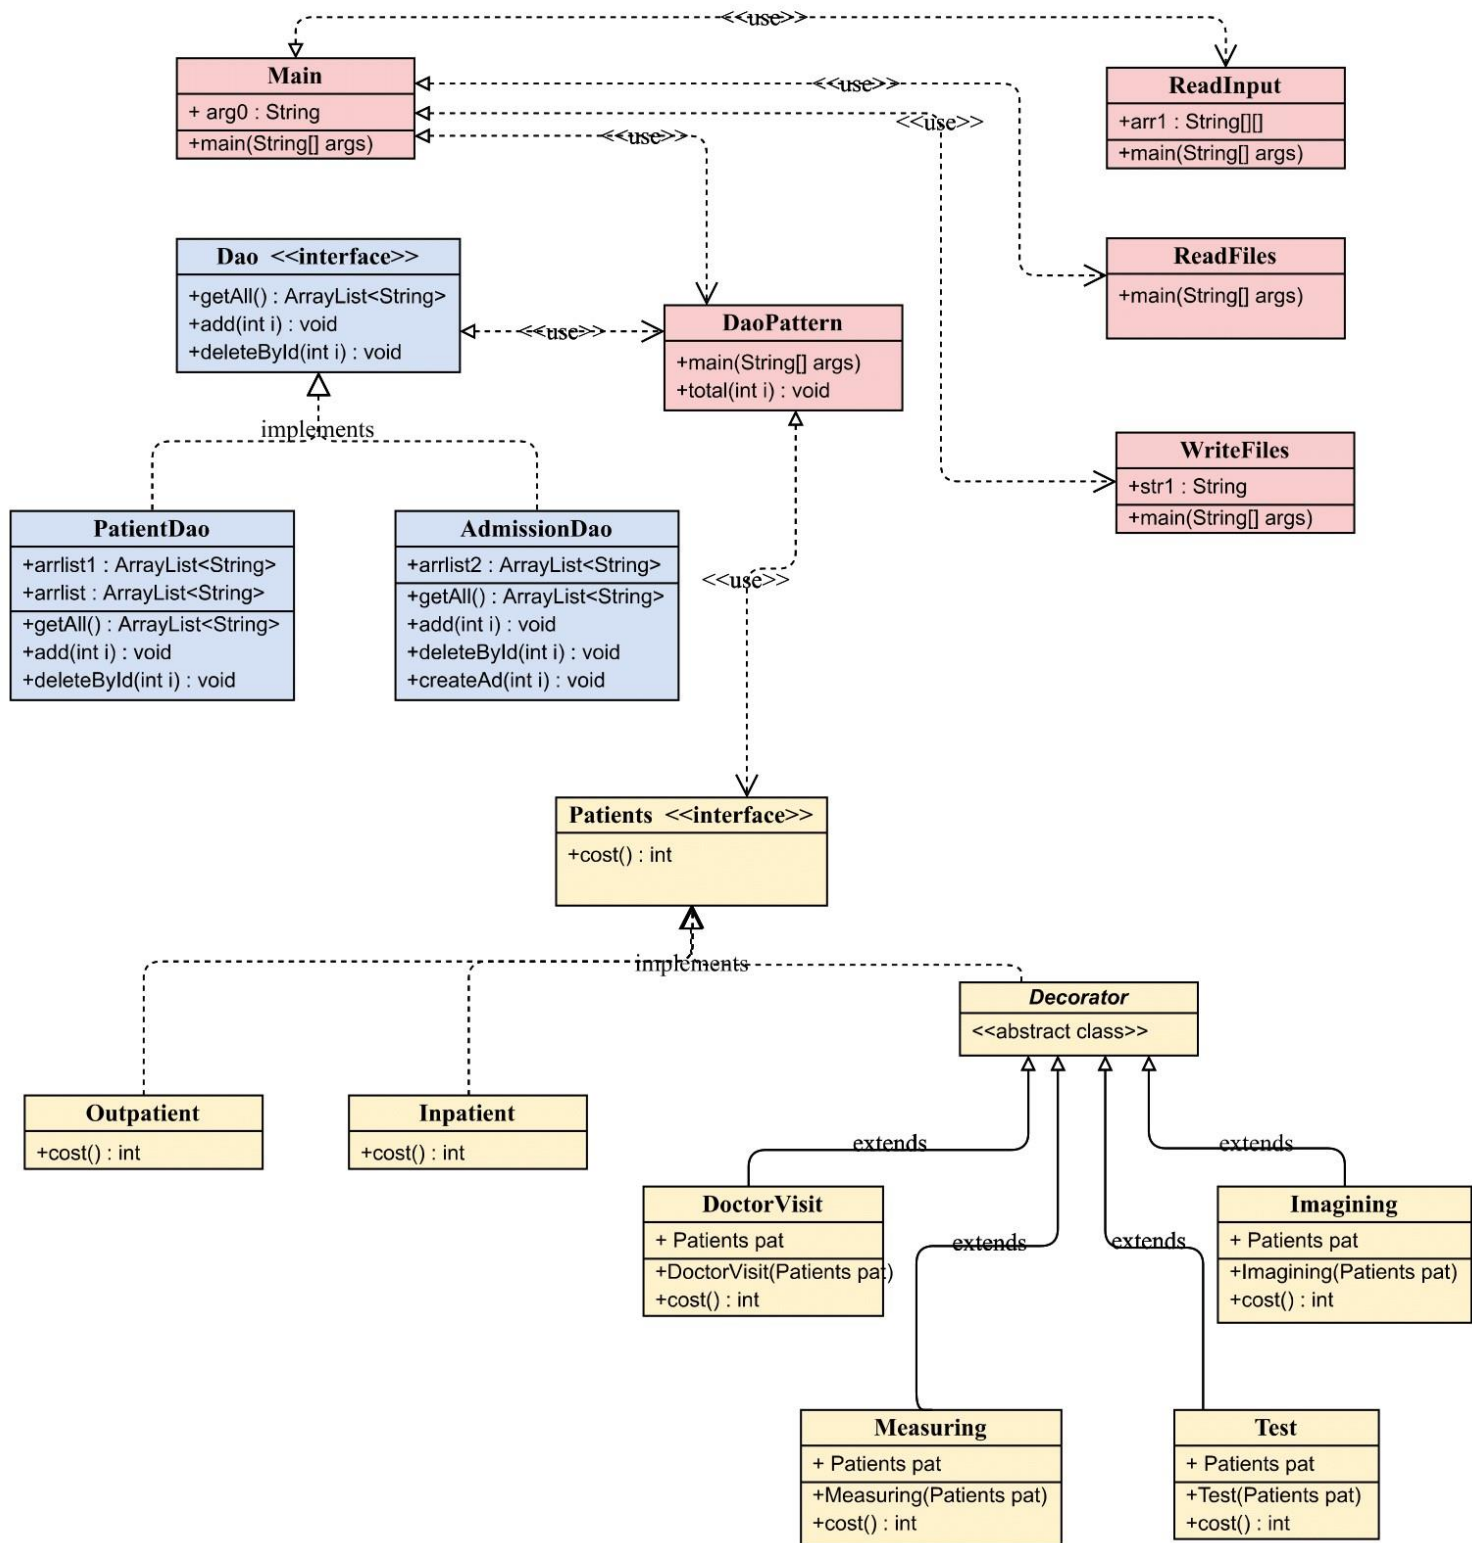 <<use>>
Main
+ arg0 : String
+main(String[] args)
<<use>>
<<use>>
<<use>>
ReadInput
+arr1 : String[][]
+main(String[] args)
Dao <<interface>>
+getAll() : ArrayList<String>
+add(int i) : void
+deleteById(int i) : void
<<use>>
DaoPattern
+main(String[] args)
+total(int i) : void
ReadFiles
+main(String[] args)
implements
WriteFiles
+str1 : String
+main(String[] args)
PatientDao
+arrlist1 : ArrayList<String>
+arrlist : ArrayList<String>
+getAll() : ArrayList<String>
+add(int i) : void
+deleteById(int i) : void
AdmissionDao
+arrlist2 : ArrayList<String>
+getAll() : ArrayList<String>
+add(int i) : void
+deleteById(int i) : void
+createAd(int i) : void
<<use>>
Patients <<interface>>
+cost() : int
implements
Decorator
<<abstract class>>
Outpatient
+cost() : int
Inpatient
+cost() : int
extends
extends
DoctorVisit
+ Patients pat
+DoctorVisit(Patients pat)
+cost() : int
extends
extends
Imagining
+ Patients pat
+Imagining(Patients pat)
+cost() : int
Measuring
+ Patients pat
+Measuring(Patients pat)
+cost() : int
Test
+ Patients pat
+Test(Patients pat)
+cost() : int